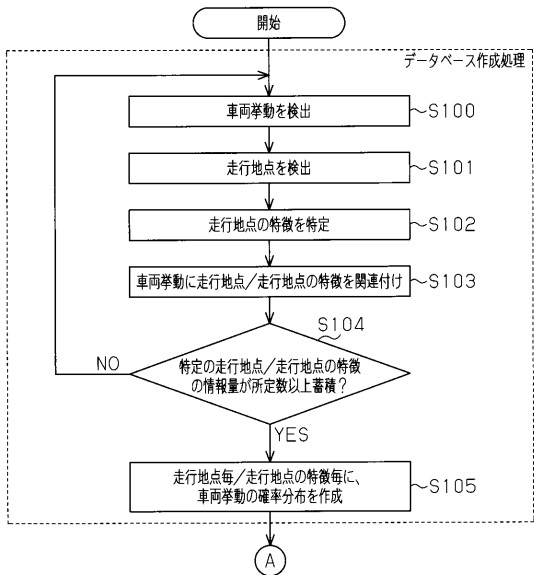 開始
データベース作成処理
車両挙動を検出
S100
走行地点を検出
S101
走行地点の特徴を特定
S102
車両挙動に走行地点/走行地点の特徴を関連付け
S103
S104
特定の走行地点/走行地点の特徴
の情報量が所定数以上蓄積?
NO
YES
走行地点毎/走行地点の特徴毎に、
車両挙動の確率分布を作成
S105
A